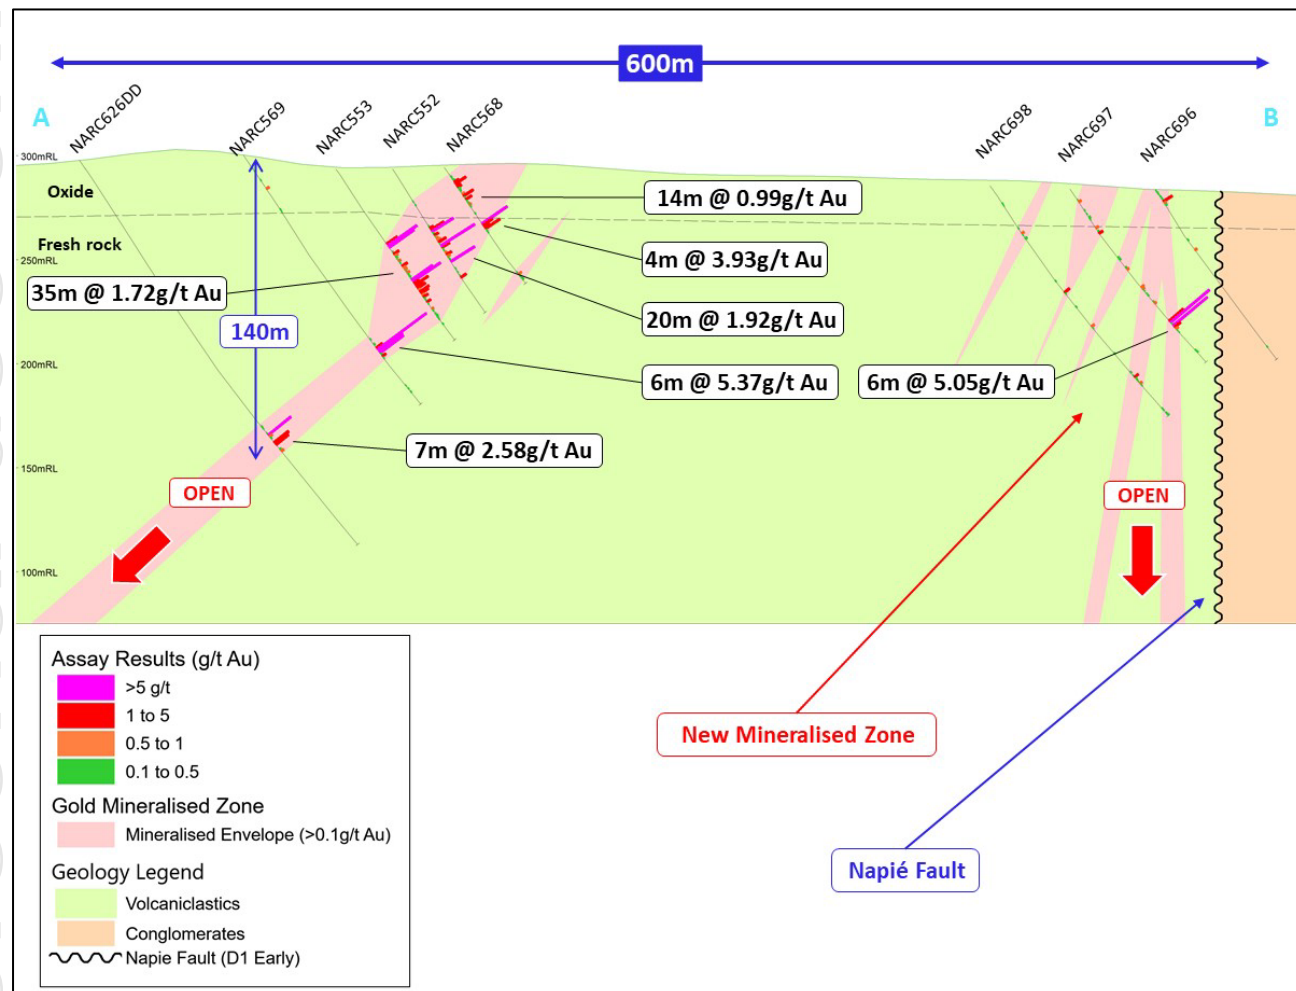 600m
A
B
NARC626DD
NARC569
NARC553
NARC552
NARC568
NARC698
NARC697
NARC696
300mRL
Oxide
14m @ 0.99g/t Au
Fresh rock
250mRL
4m @ 3.93g/t Au
35m @ 1.72g/t Au
20m @ 1.92g/t Au
140m
200mRL
6m @ 5.37g/t Au
6m @ 5.05g/t Au
7m @ 2.58g/t Au
150mRL
OPEN
OPEN
100mRL
Assay Results (g/t Au)
>5 g/t
1 to 5
0.5 to 1
0.1 to 0.5
Gold Mineralised Zone
Mineralised Envelope (>0.1g/t Au)
Geology Legend
Volcaniclastics
Conglomerates
Napie Fault (D1 Early)
New Mineralised Zone
Napié Fault